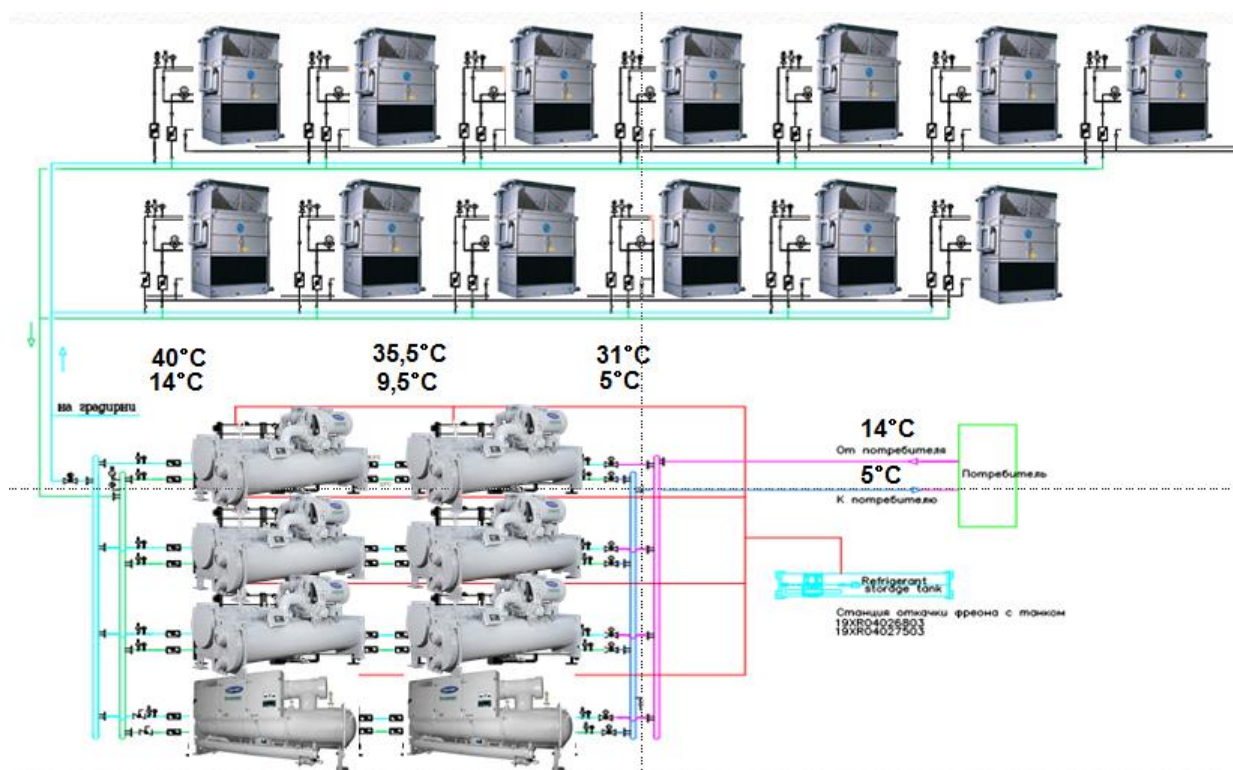 40°C
35,5°C
31°C
14°C
9,5°C
5°C
на градирни
14°C
От потребителя
Потребитель
5°C
К потребителю
Refrigerant
storage tank
Станция откачки фреона с танком
19XR04026803
19XR04027503